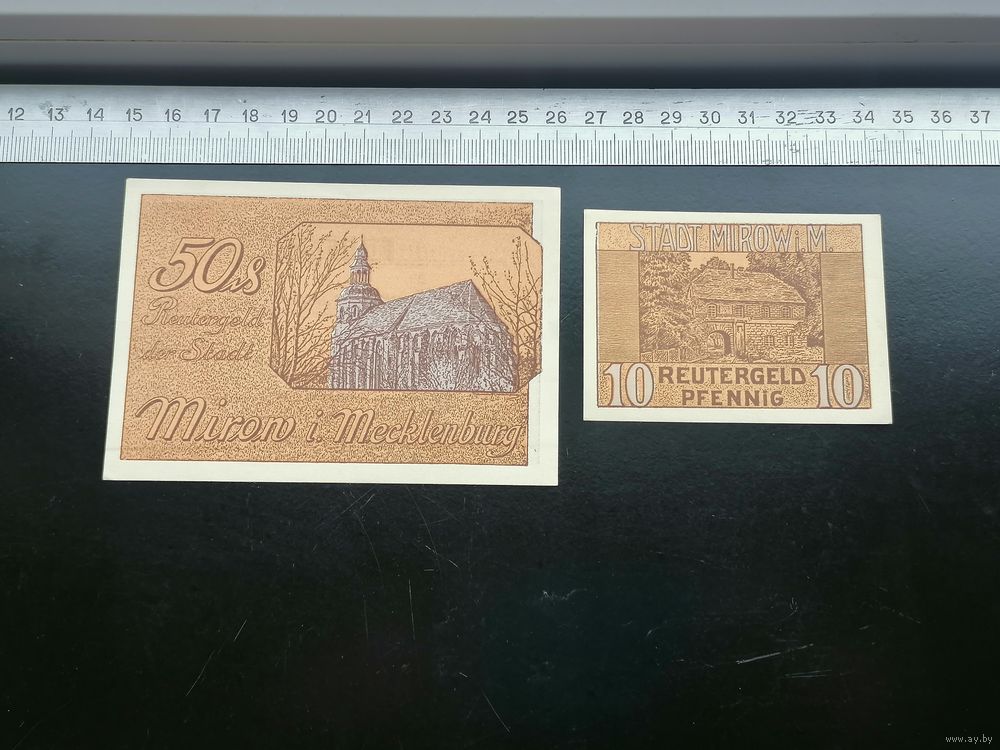 12 13 14 15 16 17 18 19 20 21 22 23 24 25 26 27 28 29 30 31 32 33 34 35 36 37
50₰
Reutergeld
der Stadt
Mirow i. Mecklenburg
STADT MIROW i. M.
10 REUTERGELD 10
PFENNIG
www.ay.by